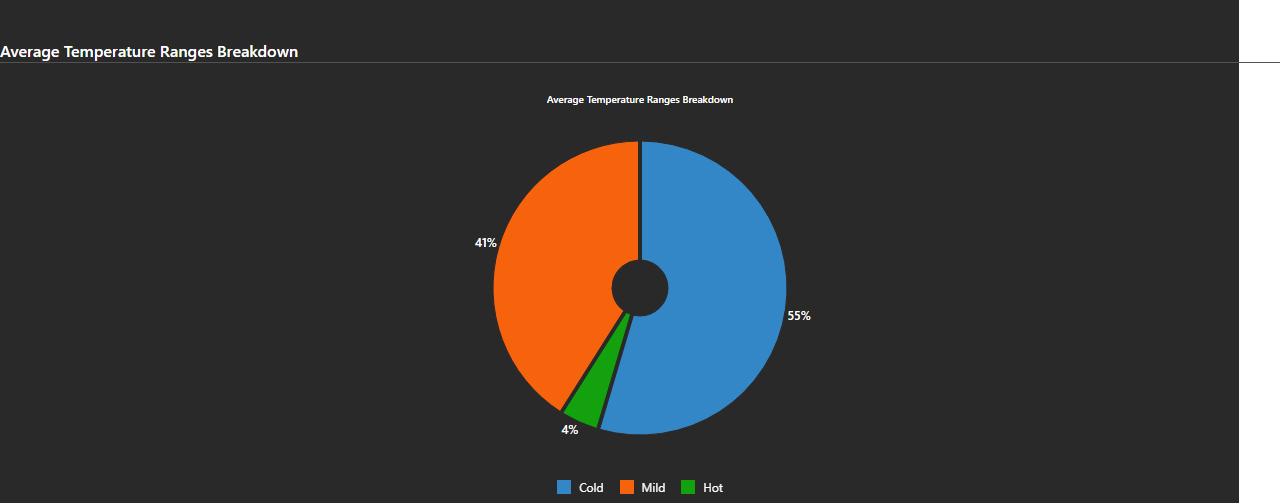 Average Temperature Ranges Breakdown
Average Temperature Ranges Breakdown
41%
55%
4%
Cold Mild Hot